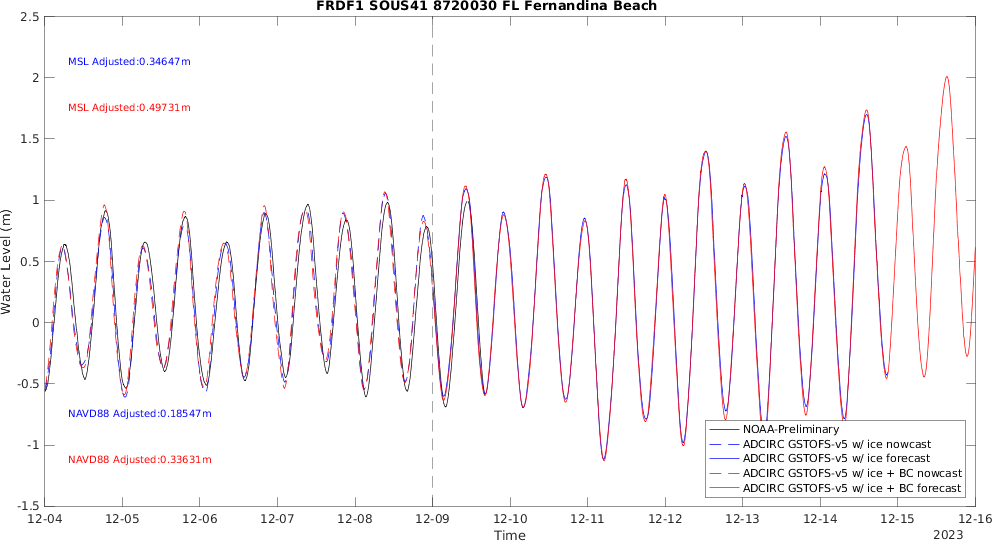 FRDF1 SOUS41 8720030 FL Fernandina Beach
2.5
2
1.5
1
0.5
0
-0.5
-1
-1.5
Water Level (m)
MSL Adjusted:0.34647m
MSL Adjusted:0.49731m
NAVD88 Adjusted:0.18547m
NAVD88 Adjusted:0.33631m
NOAA-Preliminary
ADCIRC GSTOFS-v5 w/ ice nowcast
ADCIRC GSTOFS-v5 w/ ice forecast
ADCIRC GSTOFS-v5 w/ ice + BC nowcast
ADCIRC GSTOFS-v5 w/ ice + BC forecast
12-04 12-05 12-06 12-07 12-08 12-09 12-10 12-11 12-12 12-13 12-14 12-15 12-16
Time
2023